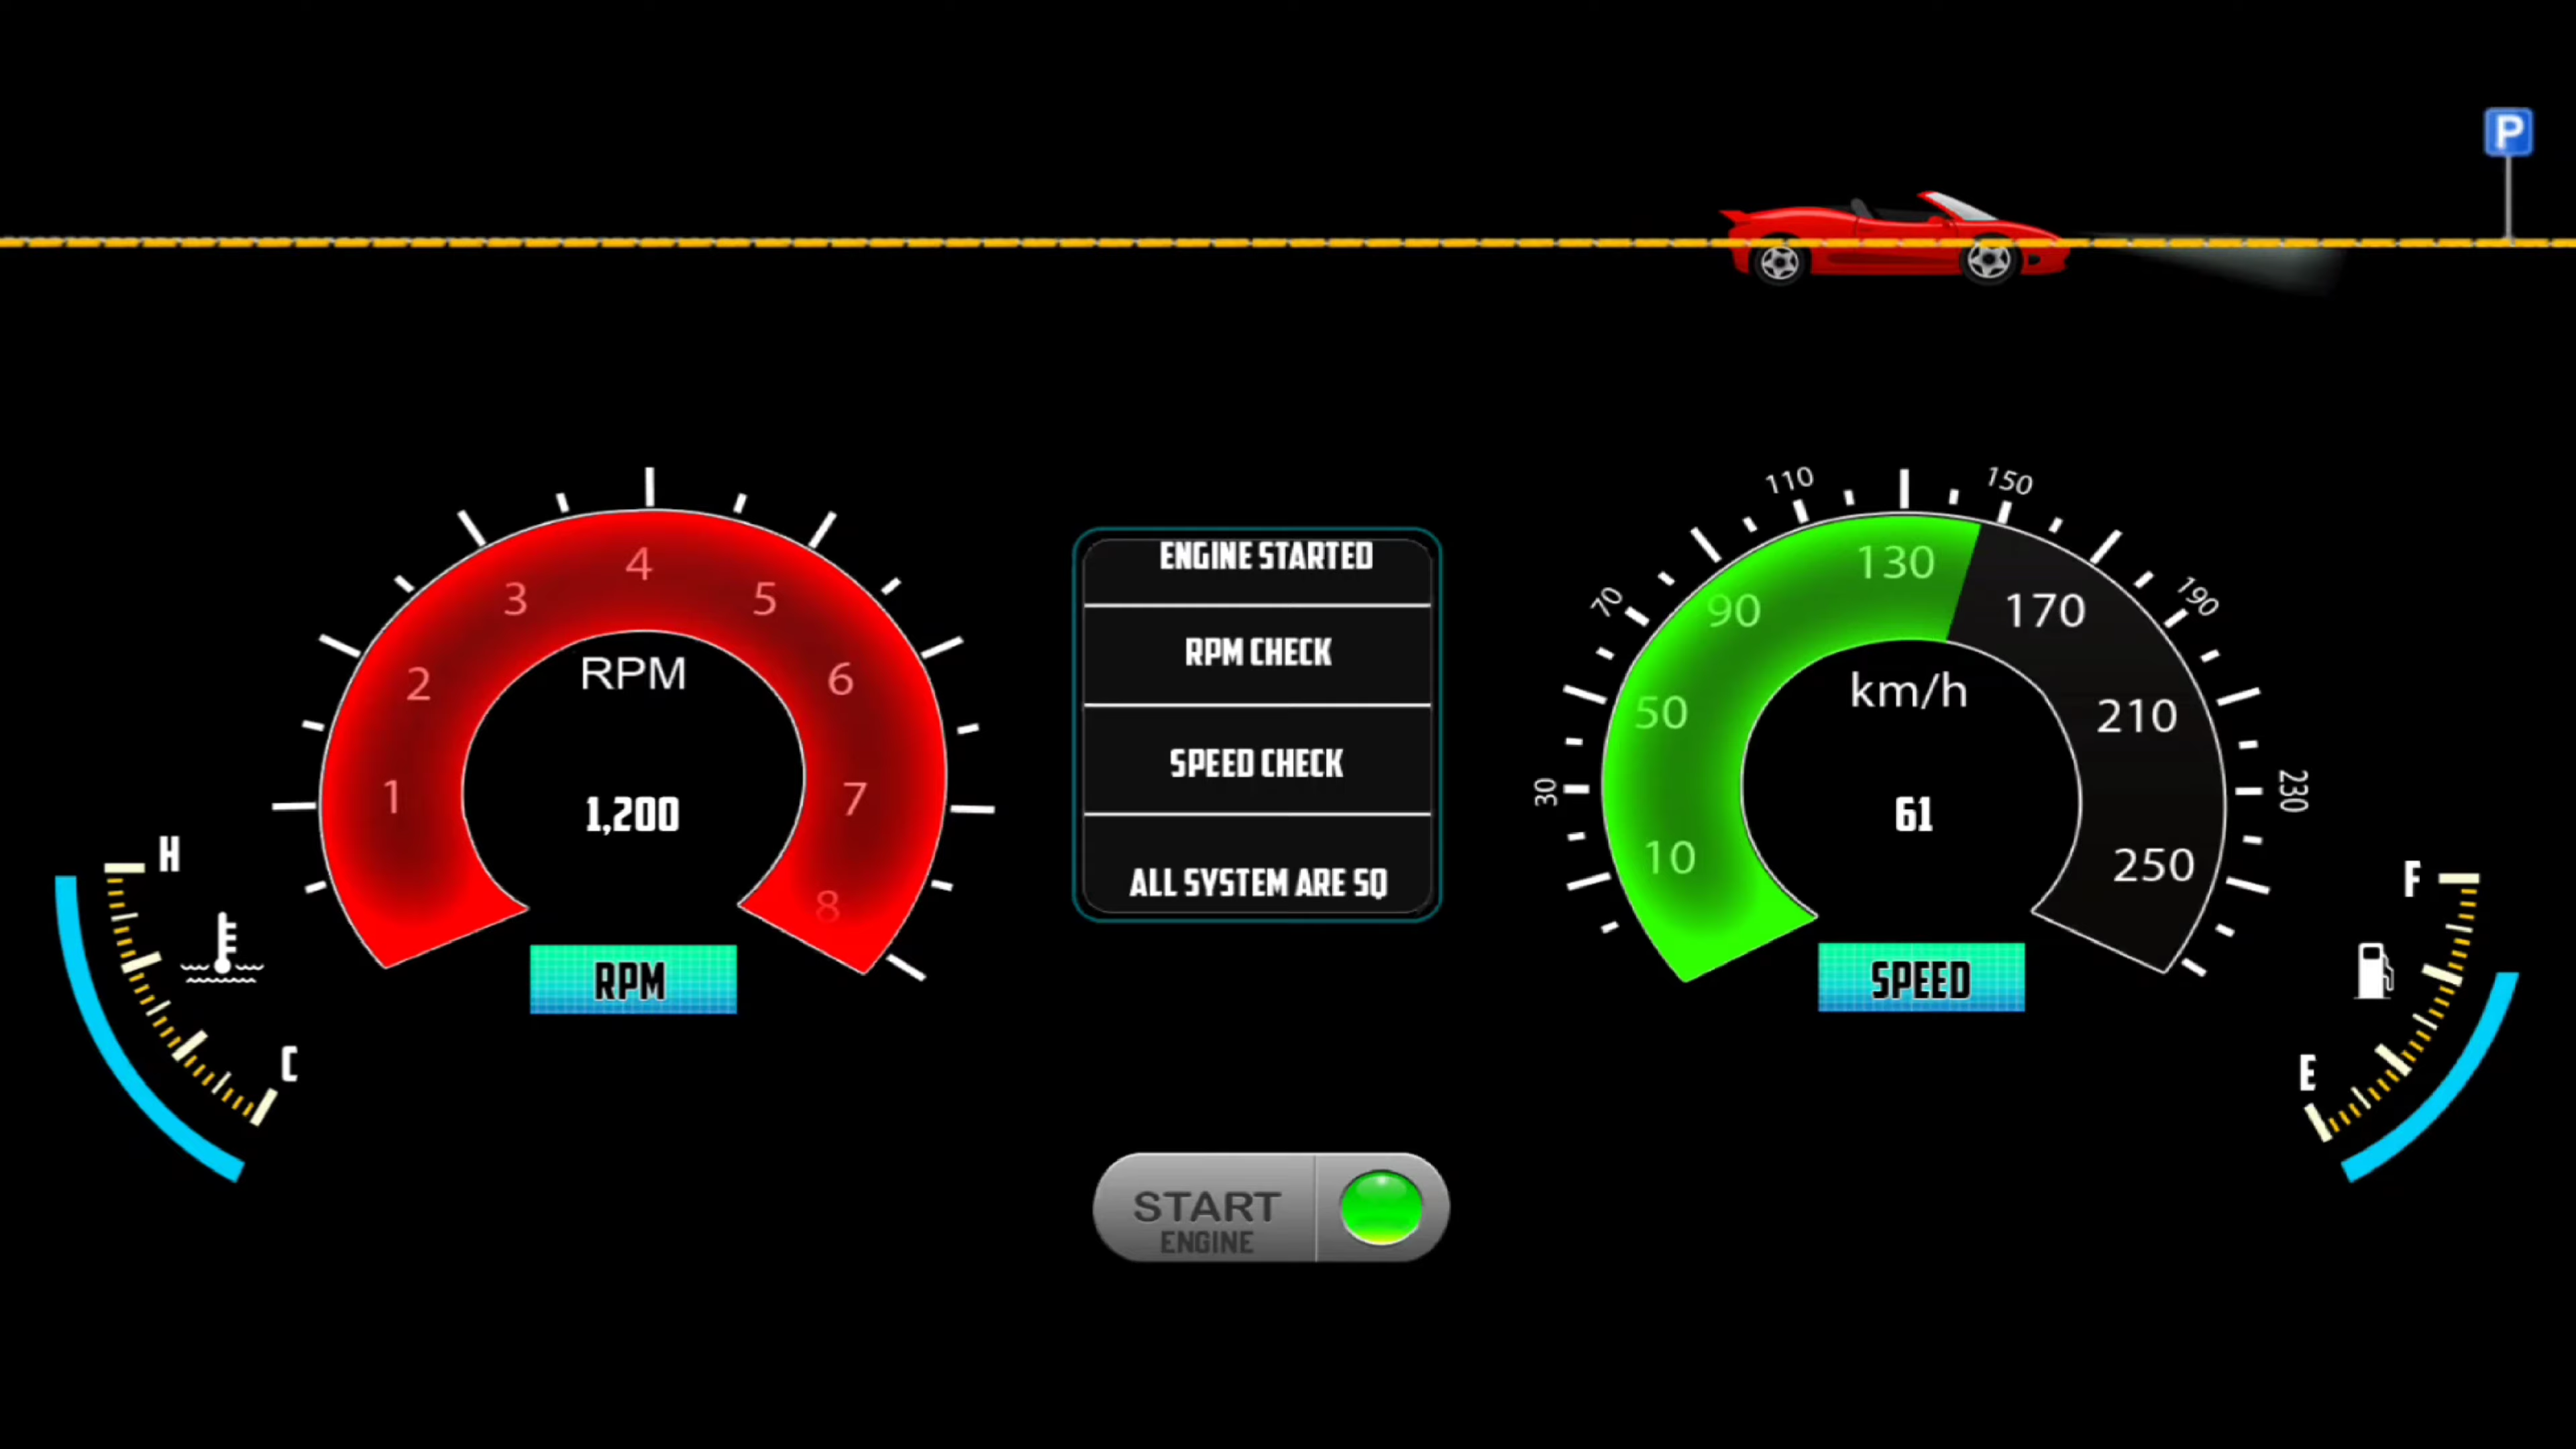 P
ENGINE STARTED
RPM CHECK
SPEED CHECK
ALL SYSTEM ARE SQ
1
2
3
4
5
6
7
8
RPM
1,200
RPM
10
30
50
70
90
110
130
150
170
190
210
230
250
km/h
61
SPEED
H
C
F
E
START
ENGINE